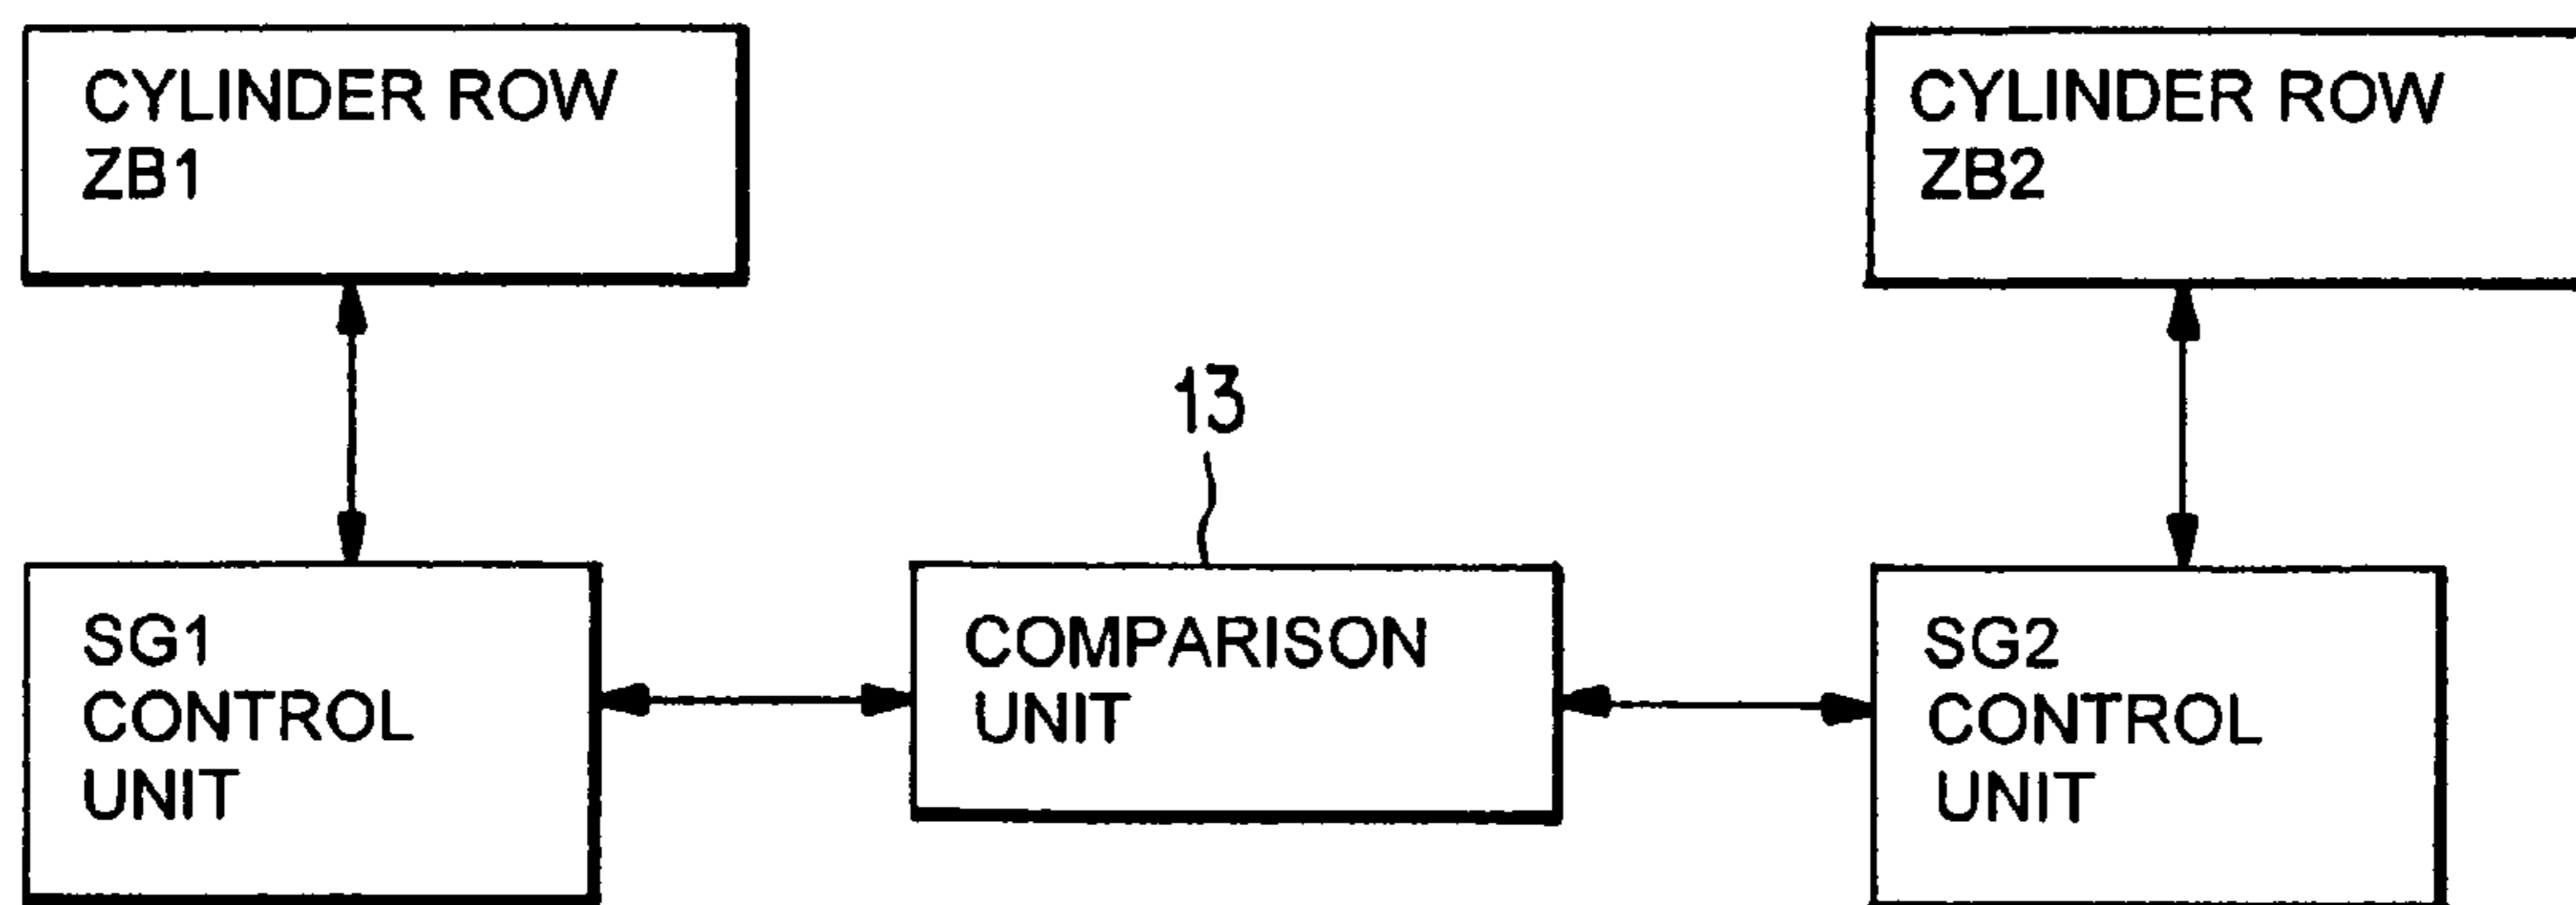 CYLINDER ROW
ZB1
CYLINDER ROW
ZB2
13
SG1
CONTROL
UNIT
COMPARISON
UNIT
SG2
CONTROL
UNIT